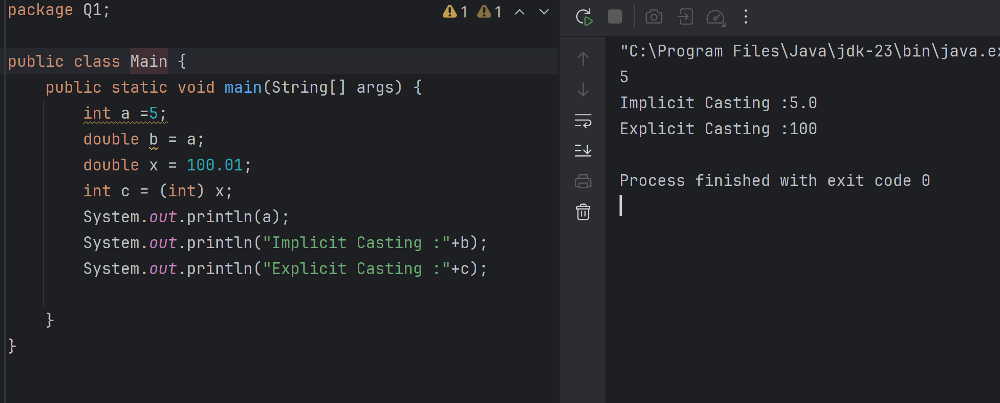 package Q1;
1 1
public class Main {
public static void main(String[] args) {
int a =5;
double b = a;
double x = 100.01;
int c = (int) x;
System.out.println(a);
System.out.println("Implicit Casting :"+b);
System.out.println("Explicit Casting :"+c);
}
}
"C:\Program Files\Java\jdk-23\bin\java.ex
5
Implicit Casting :5.0
Explicit Casting :100
Process finished with exit code 0